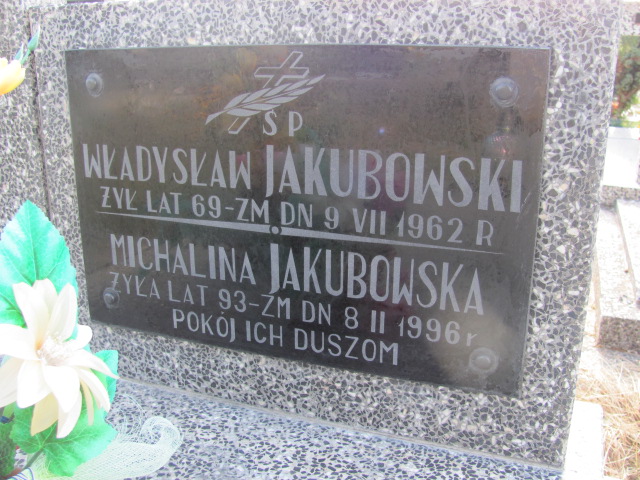 ŚP
WŁADYSŁAW JAKUBOWSKI
ŻYŁ LAT 69-ZM DN 9 VII 1962 R
MICHALINA JAKUBOWSKA
ŻYŁA LAT 93-ZM DN 8 II 1996 r
POKÓJ ICH DUSZOM